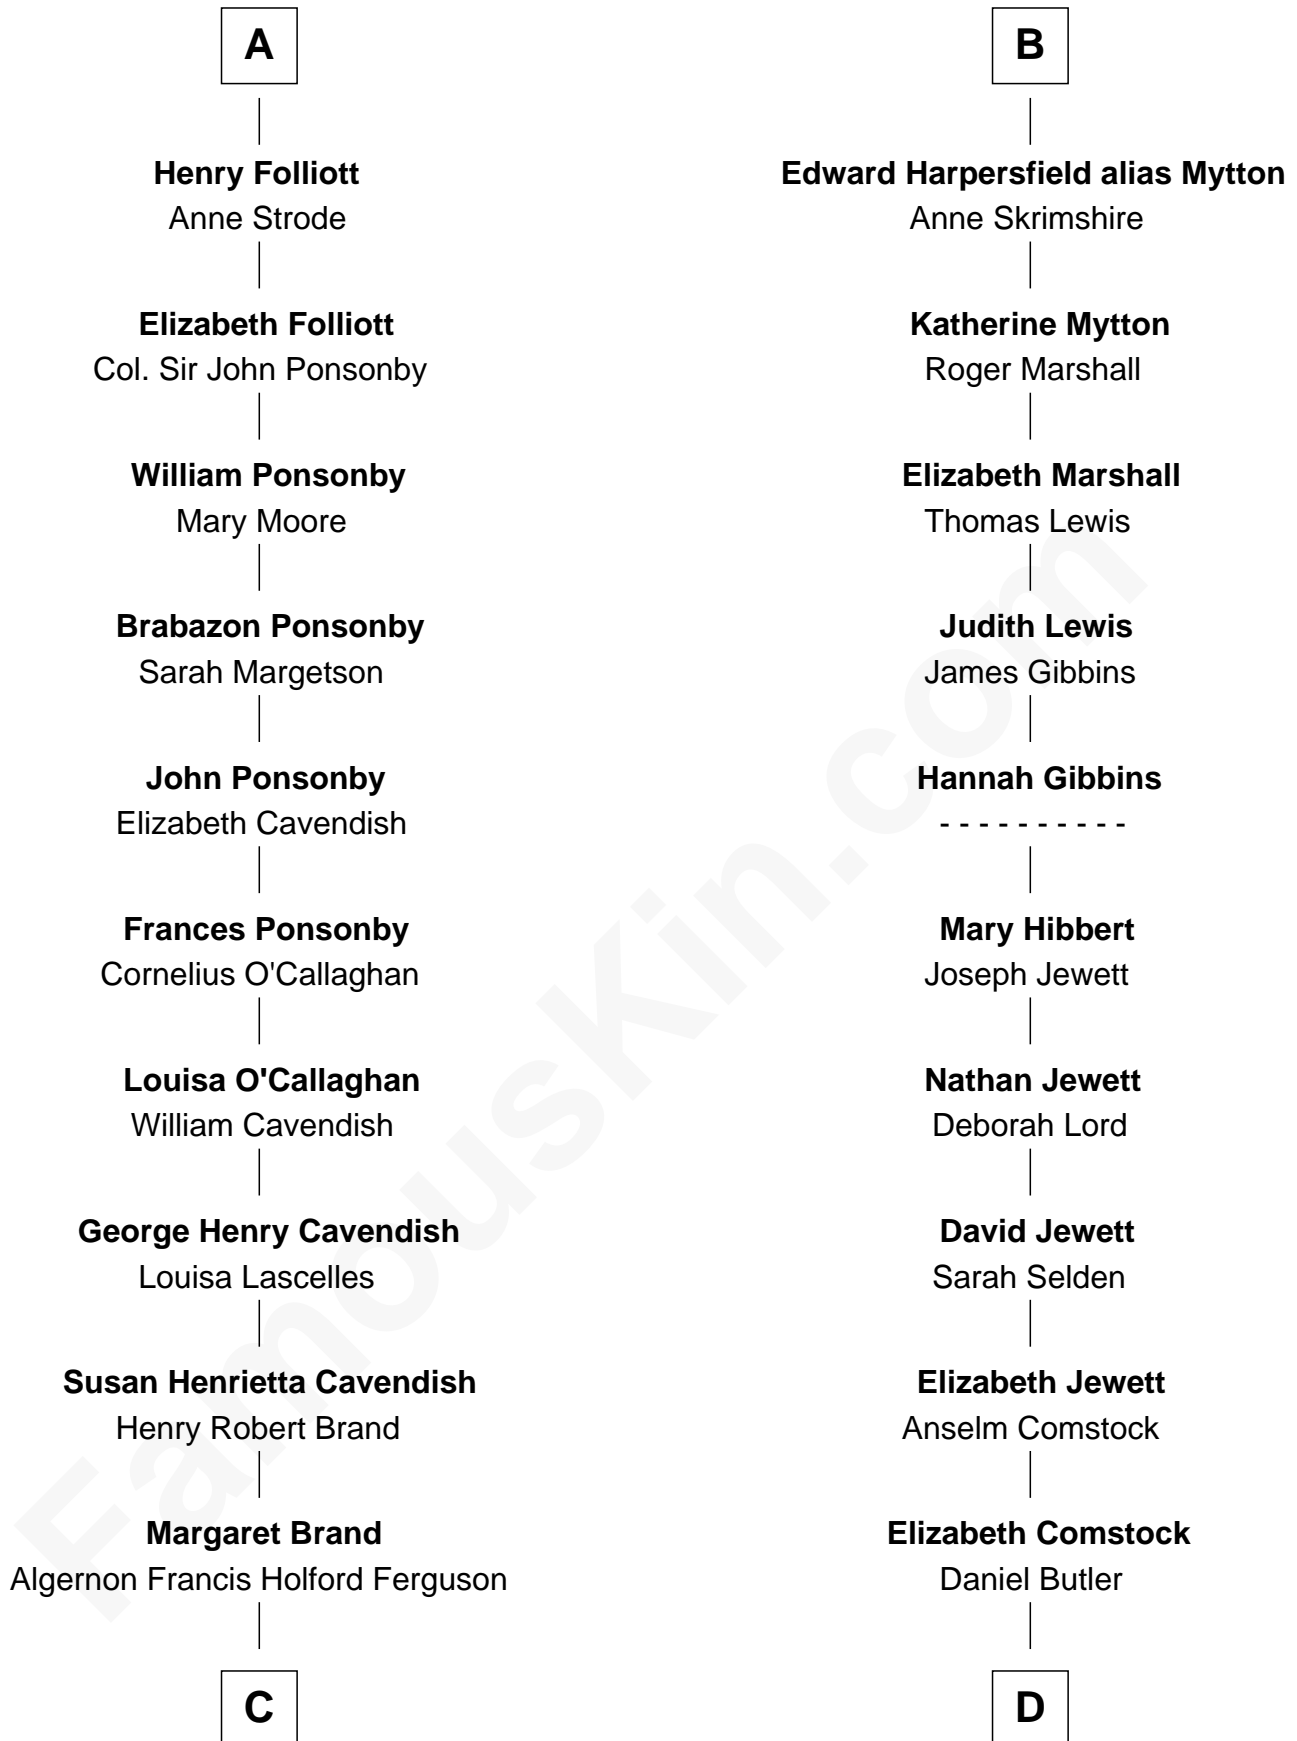 A
Henry Folliott
Anne Strode
Elizabeth Folliott
Col. Sir John Ponsonby
William Ponsonby
Mary Moore
Brabazon Ponsonby
Sarah Margetson
John Ponsonby
Elizabeth Cavendish
Frances Ponsonby
Cornelius O'Callaghan
Louisa O'Callaghan
William Cavendish
George Henry Cavendish
Louisa Lascelles
Susan Henrietta Cavendish
Henry Robert Brand
Margaret Brand
Algernon Francis Holford Ferguson
C
B
Edward Harpersfield alias Mytton
Anne Skrimshire
Katherine Mytton
Roger Marshall
Elizabeth Marshall
Thomas Lewis
Judith Lewis
James Gibbins
Hannah Gibbins
- - - - - - - - - -
Mary Hibbert
Joseph Jewett
Nathan Jewett
Deborah Lord
David Jewett
Sarah Selden
Elizabeth Jewett
Anselm Comstock
Elizabeth Comstock
Daniel Butler
D
FamousKin.com